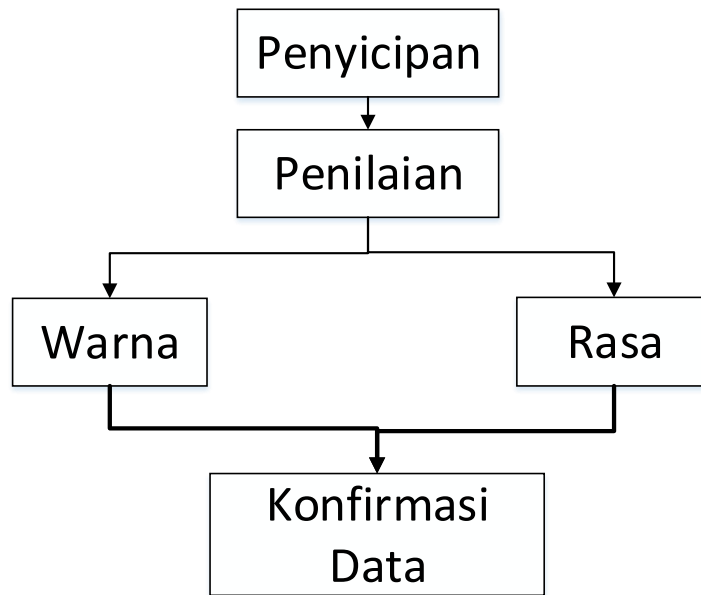 Penyicipan
Penilaian
Warna
Rasa
Konfirmasi
Data